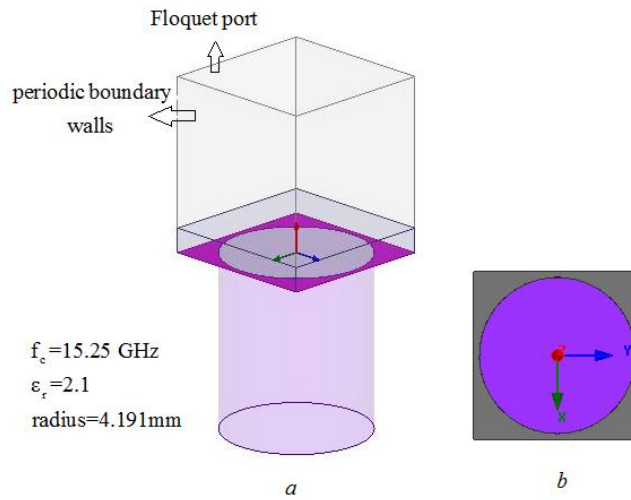 Floquet port
periodic boundary
walls
f_c=15.25 GHz
ε_r=2.1
radius=4.191mm
Z
Y
X
a
b